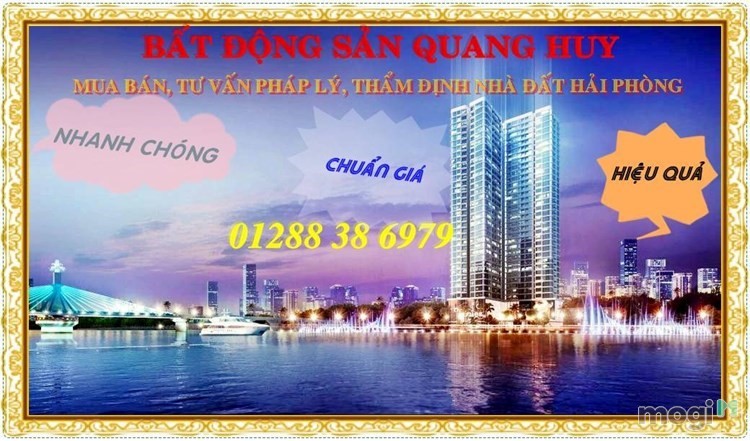 BẤT ĐỘNG SẢN QUANG HUY
MUA BÁN, TƯ VẤN PHÁP LÝ, THẨM ĐỊNH NHÀ ĐẤT HẢI PHÒNG
NHANH CHÓNG
CHUẨN GIÁ
HIỆU QUẢ
01288 38 6979
mogi